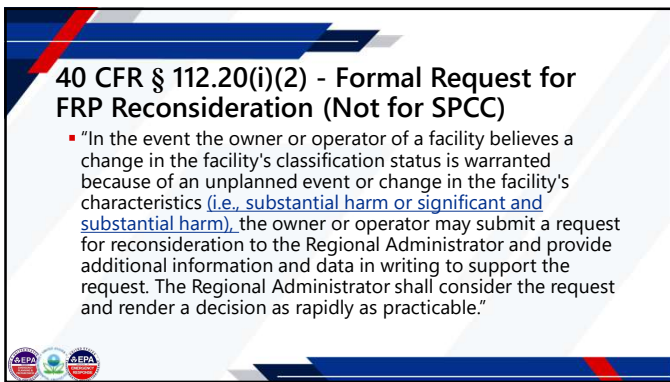 40 CFR § 112.20(i)(2) - Formal Request for
FRP Reconsideration (Not for SPCC)
▪ “In the event the owner or operator of a facility believes a
change in the facility's classification status is warranted
because of an unplanned event or change in the facility's
characteristics (i.e., substantial harm or significant and
substantial harm), the owner or operator may submit a request
for reconsideration to the Regional Administrator and provide
additional information and data in writing to support the
request. The Regional Administrator shall consider the request
and render a decision as rapidly as practicable.”
EPA
EPA
EMERGENCY
RESPONSE